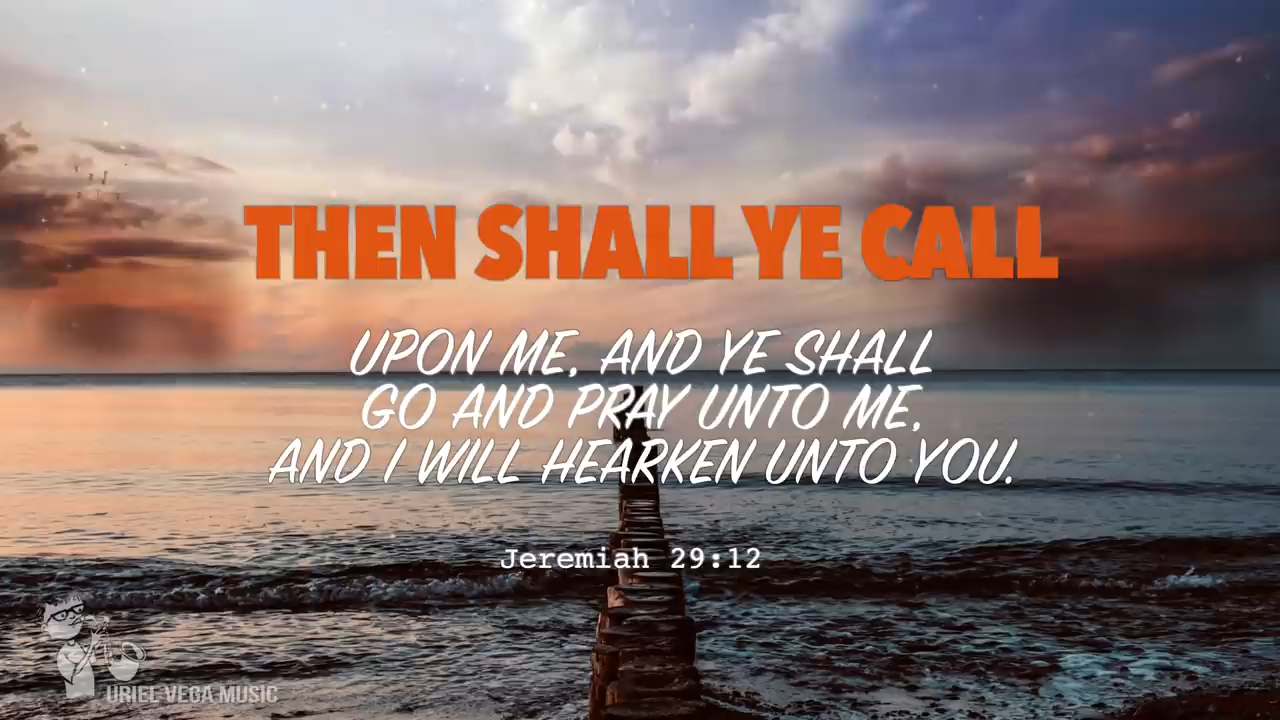 THEN SHALL YE CALL
UPON ME, AND YE SHALL
GO AND PRAY UNTO ME,
AND I WILL HEARKEN UNTO YOU.
Jeremiah 29:12
URIEL VEGA MUSIC